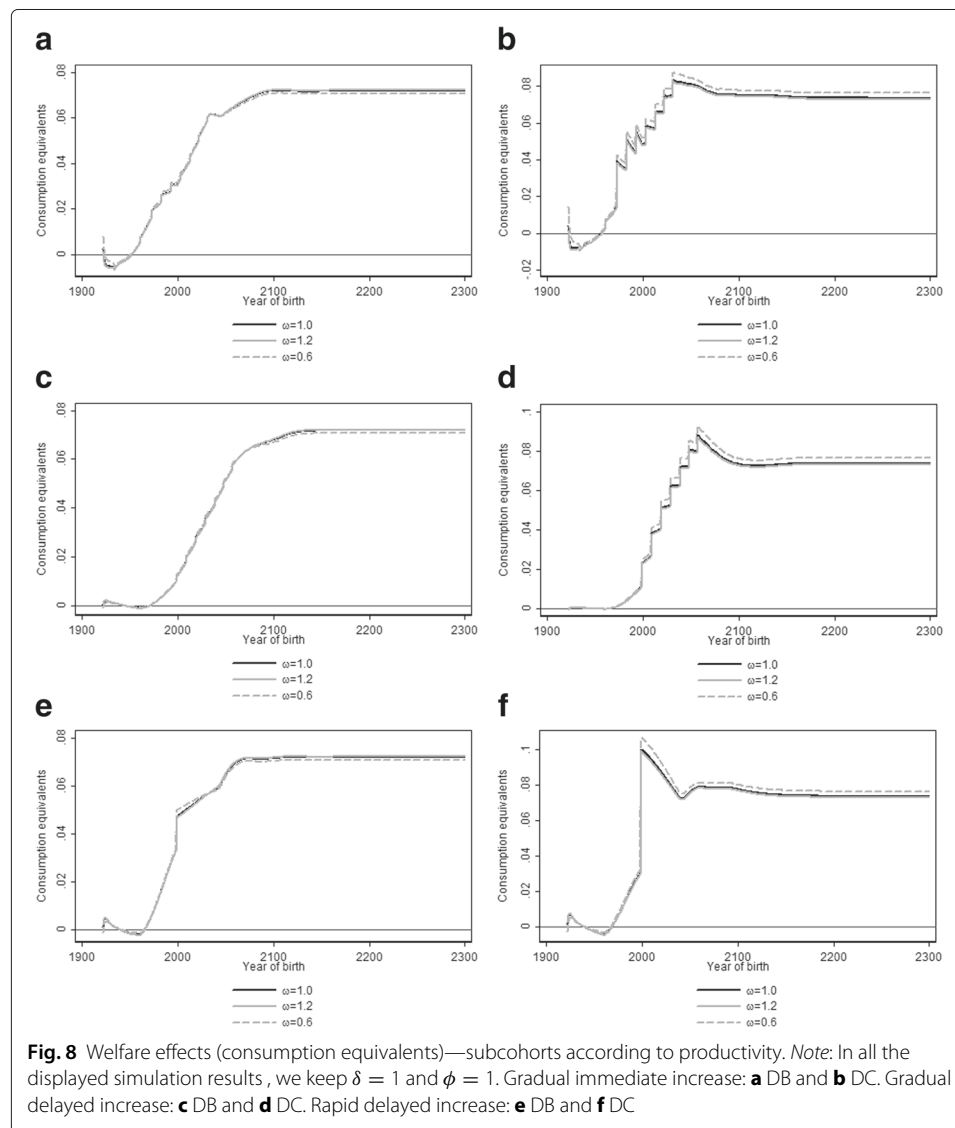 a
Consumption equivalents
.08
.06
.04
.02
0
1900 2000 2100 2200 2300
Year of birth
ω=1.0
ω=1.2
ω=0.6
b
Consumption equivalents
.08
.06
.04
.02
0
-.02
1900 2000 2100 2200 2300
Year of birth
ω=1.0
ω=1.2
ω=0.6
c
Consumption equivalents
.08
.06
.04
.02
0
1900 2000 2100 2200 2300
Year of birth
ω=1.0
ω=1.2
ω=0.6
d
Consumption equivalents
.1
.08
.06
.04
.02
0
1900 2000 2100 2200 2300
Year of birth
ω=1.0
ω=1.2
ω=0.6
e
Consumption equivalents
.08
.06
.04
.02
0
1900 2000 2100 2200 2300
Year of birth
ω=1.0
ω=1.2
ω=0.6
f
Consumption equivalents
.1
.08
.06
.04
.02
0
1900 2000 2100 2200 2300
Year of birth
ω=1.0
ω=1.2
ω=0.6
Fig. 8 Welfare effects (consumption equivalents)—subcohorts according to productivity. Note: In all the
displayed simulation results , we keep δ = 1 and ϕ = 1. Gradual immediate increase: a DB and b DC. Gradual
delayed increase: c DB and d DC. Rapid delayed increase: e DB and f DC